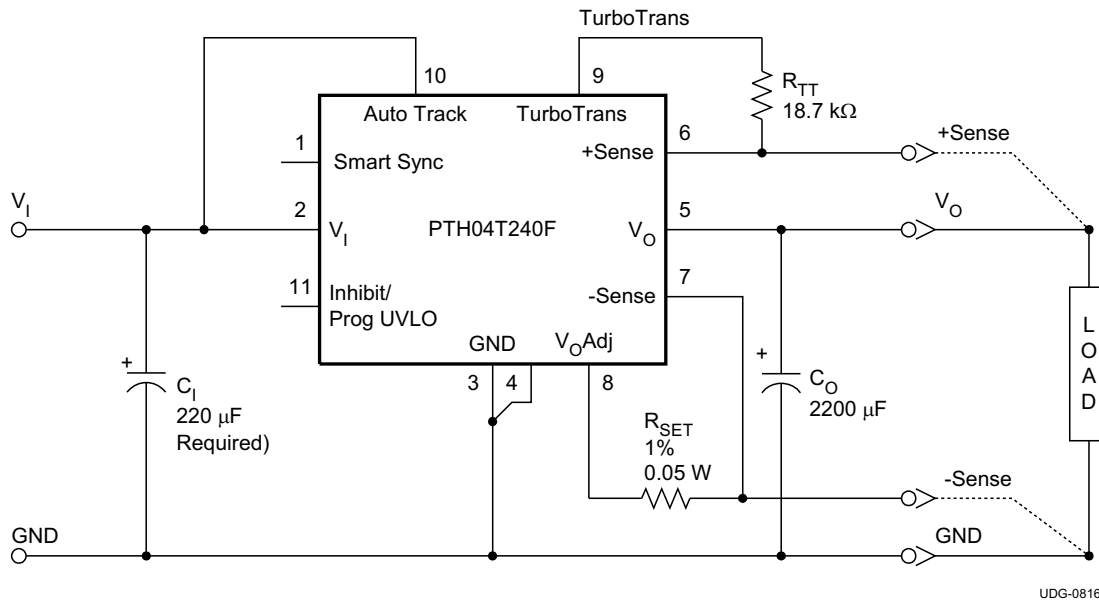 TurboTrans
10
9
R_TT
18.7 kΩ
Auto Track
TurboTrans
1
Smart Sync
+Sense
6
+Sense
V_I
2
V_I
PTH04T240F
V_O
5
V_O
11
Inhibit/
Prog UVLO
-Sense
7
GND
V_OAdj
3
4
8
+
C_I
220 μF
Required)
+
C_O
2200 μF
L
O
A
D
R_SET
1%
0.05 W
-Sense
GND
GND
UDG-0816